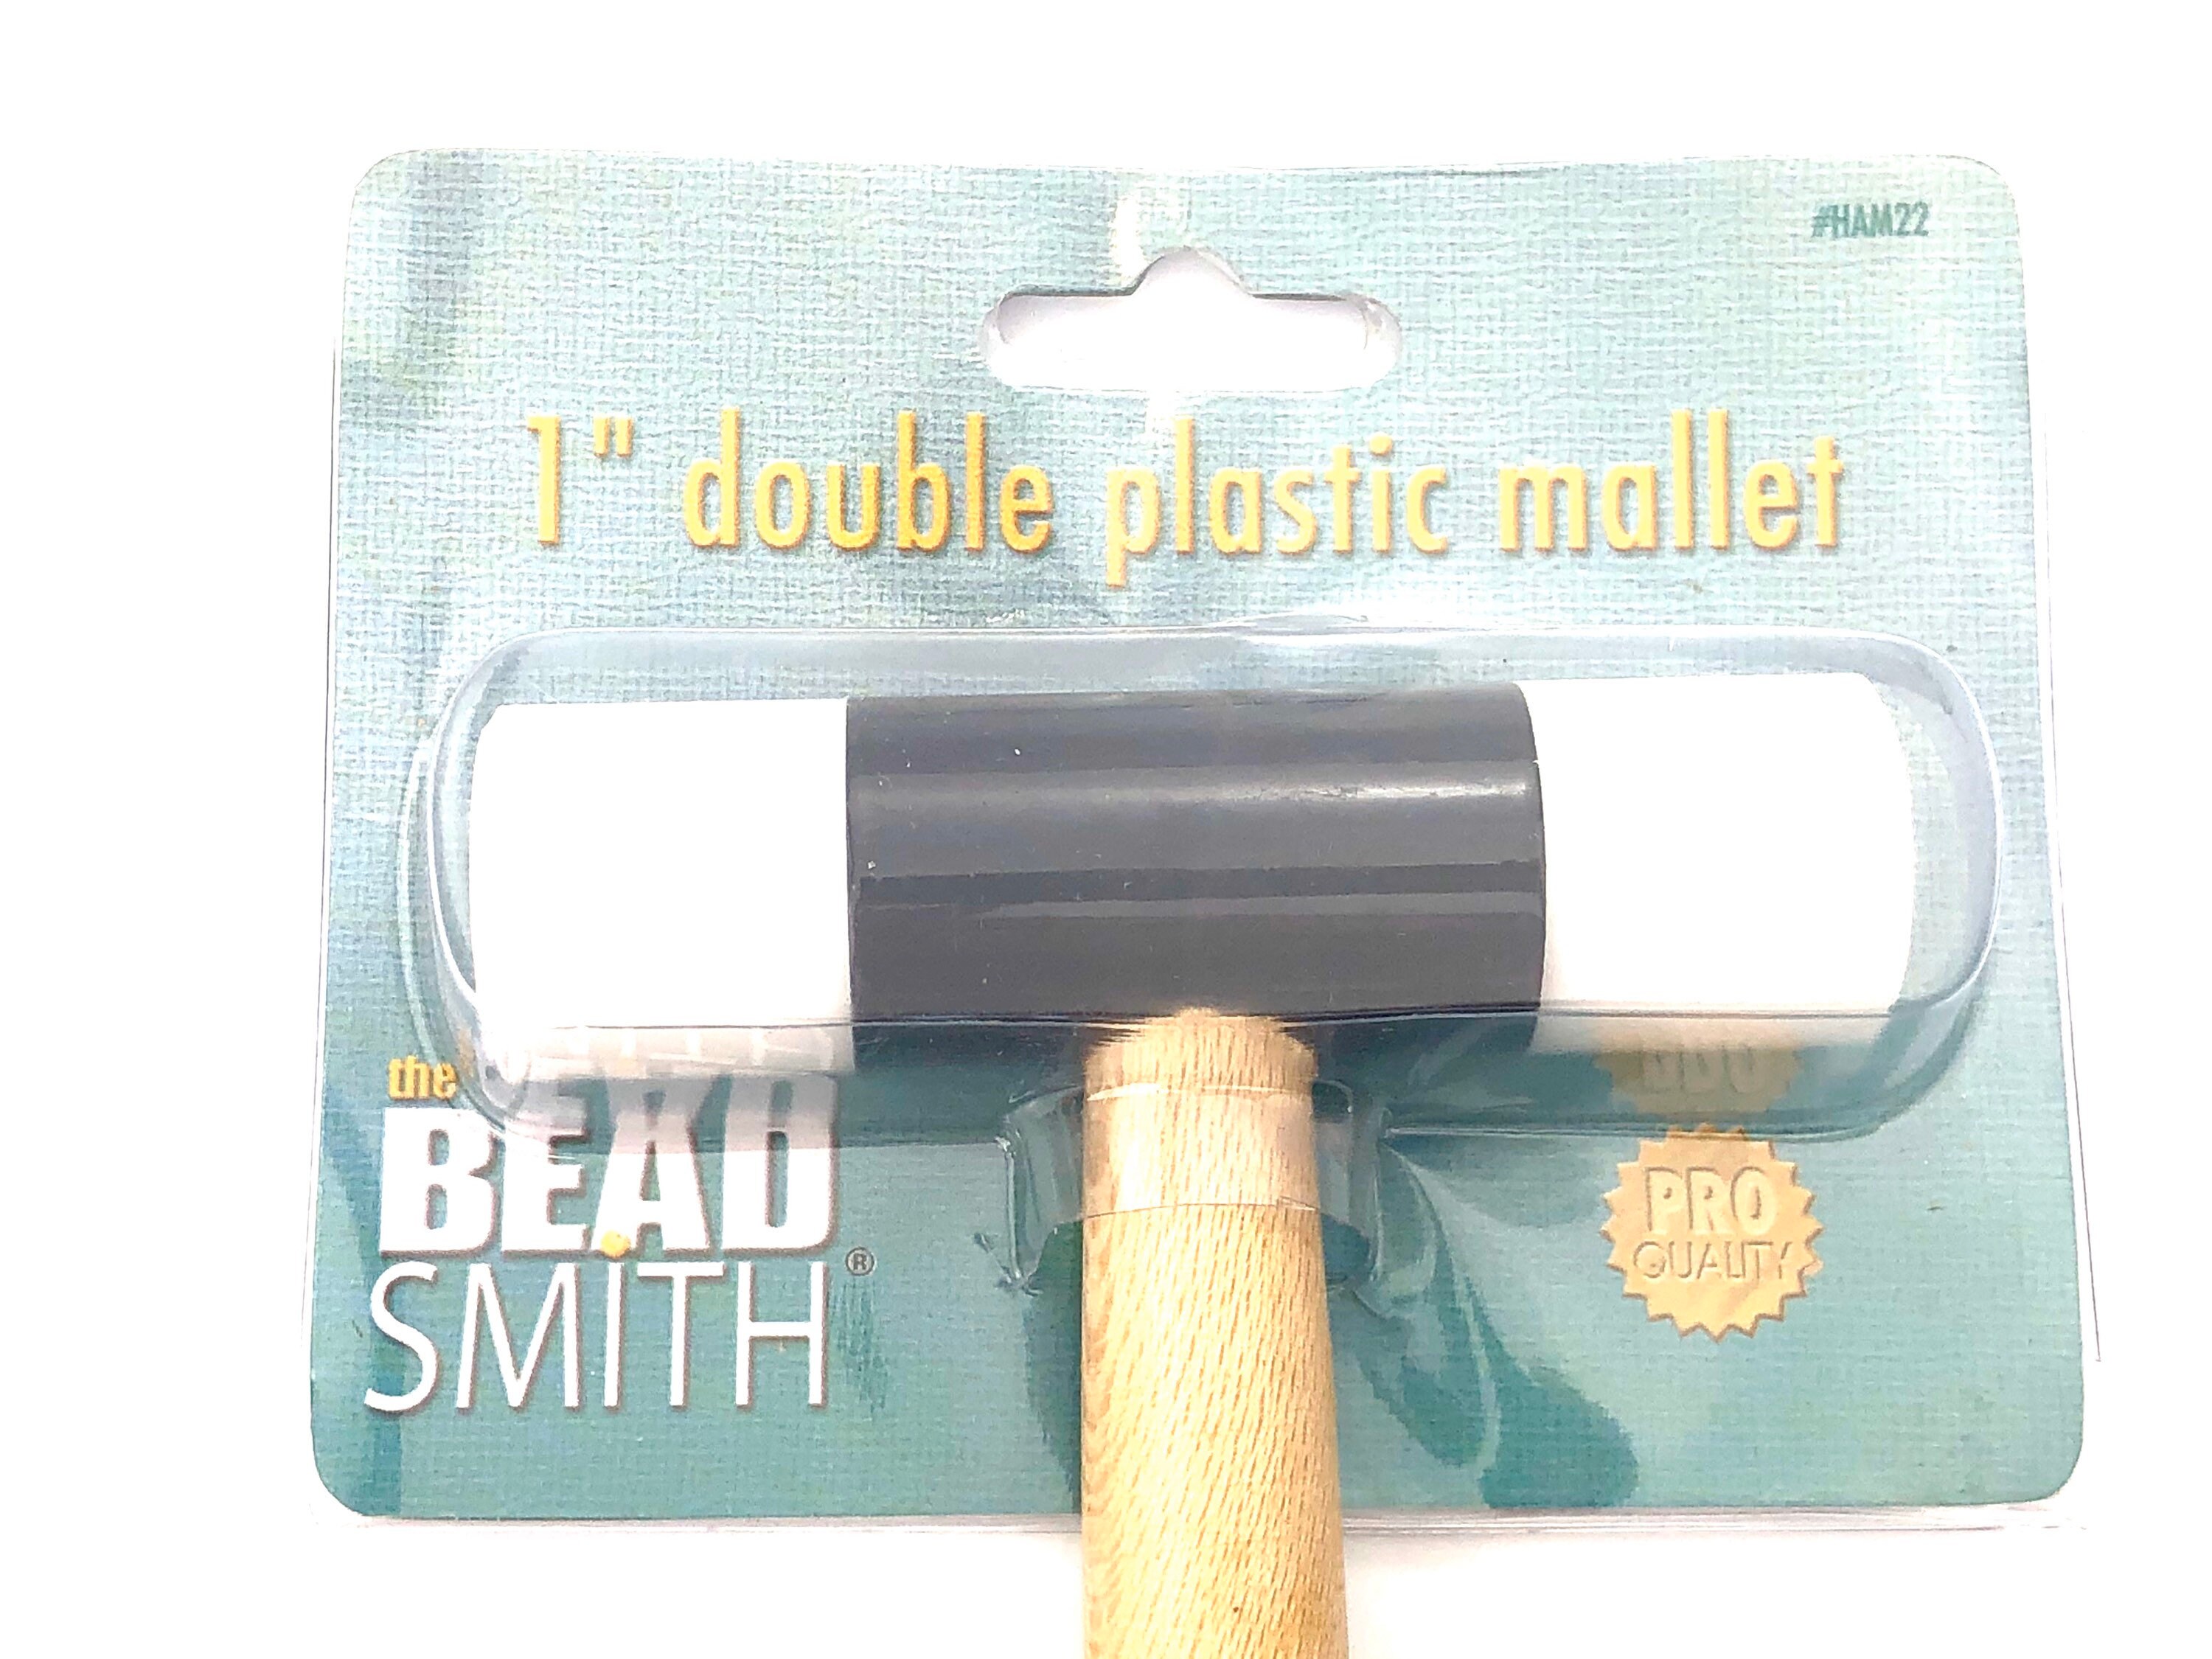 #HAM22
1" double plastic mallet
the
BEAD
SMITH®
PRO
QUALITY